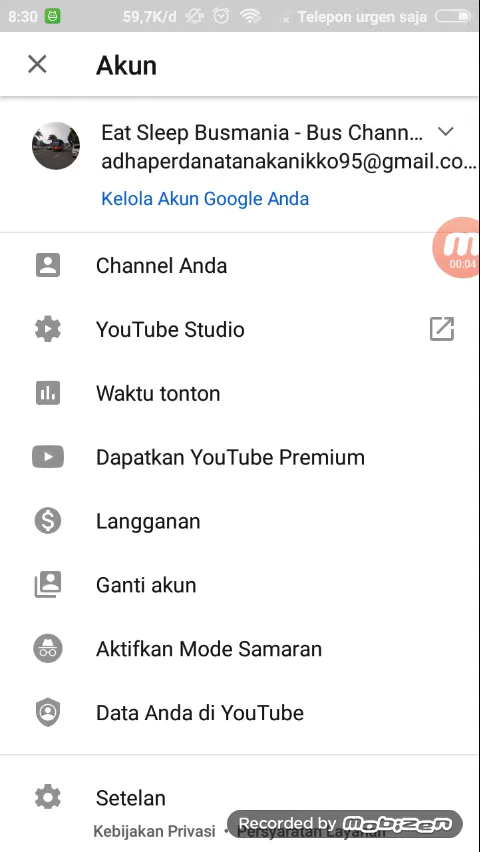 8:30 59,7K/d Telepon urgen saja
Akun
Eat Sleep Busmania - Bus Chann...
adhaperdanatanakanikko95@gmail.co...
Kelola Akun Google Anda
Channel Anda
00:04
YouTube Studio
Waktu tonton
Dapatkan YouTube Premium
Langganan
Ganti akun
Aktifkan Mode Samaran
Data Anda di YouTube
Setelan
Kebijakan Privasi • Persyaratan Layanan
Recorded by mobizen